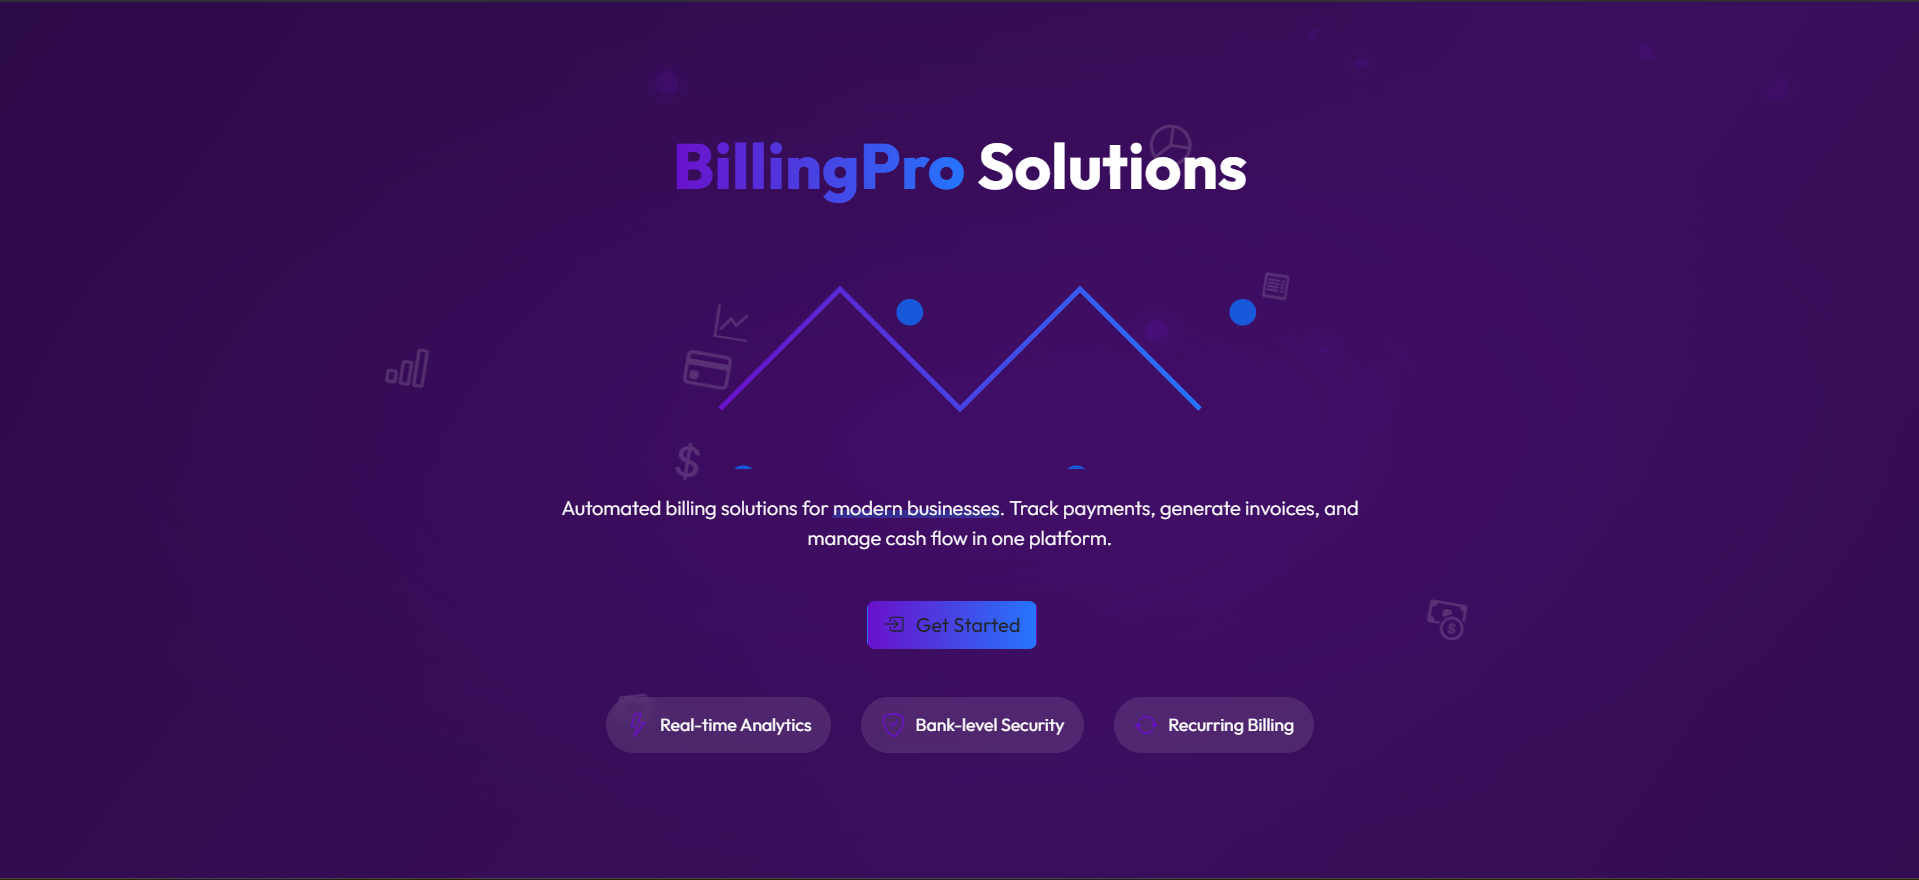 BillingPro Solutions
Automated billing solutions for modern businesses. Track payments, generate invoices, and
manage cash flow in one platform.
Get Started
Real-time Analytics
Bank-level Security
Recurring Billing